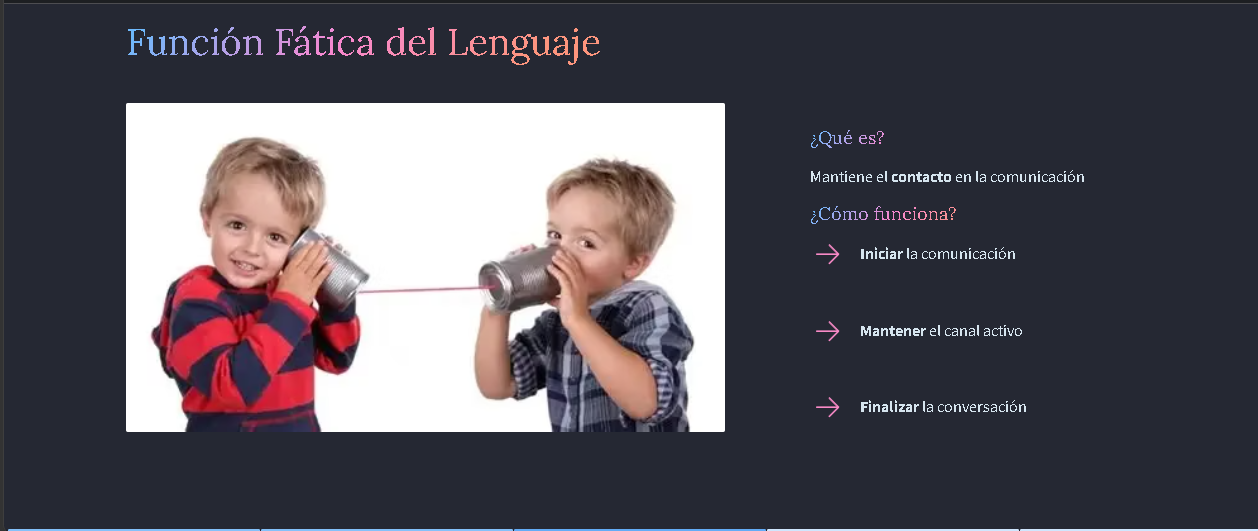 Función Fática del Lenguaje
¿Qué es?
Mantiene el contacto en la comunicación
¿Cómo funciona?
Iniciar la comunicación
Mantener el canal activo
Finalizar la conversación